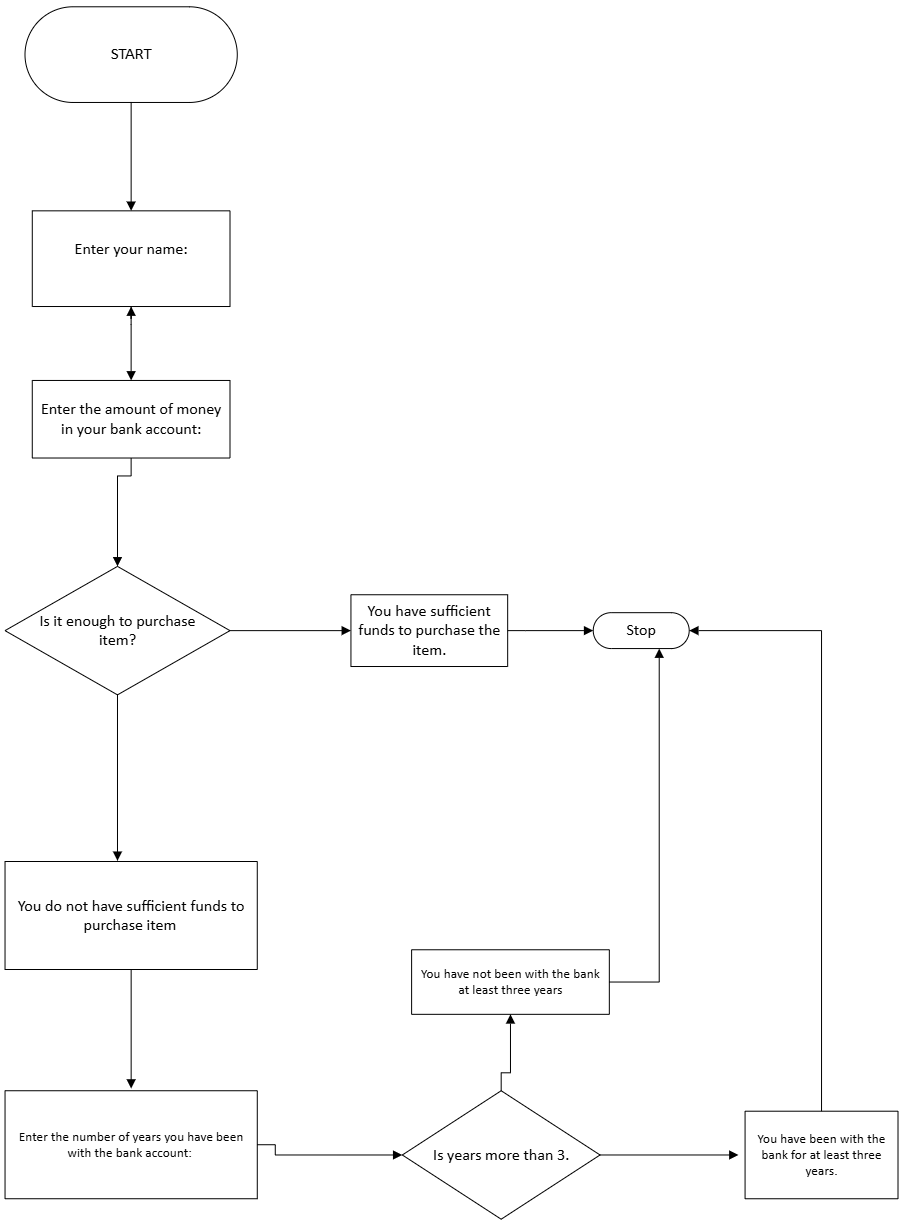 START
Enter your name:
Enter the amount of money
in your bank account:
Is it enough to purchase
item?
You have sufficient
funds to purchase the
item.
Stop
You do not have sufficient funds to
purchase item
You have not been with the bank
at least three years
Enter the number of years you have been
with the bank account:
Is years more than 3.
You have been with the
bank for at least three
years.